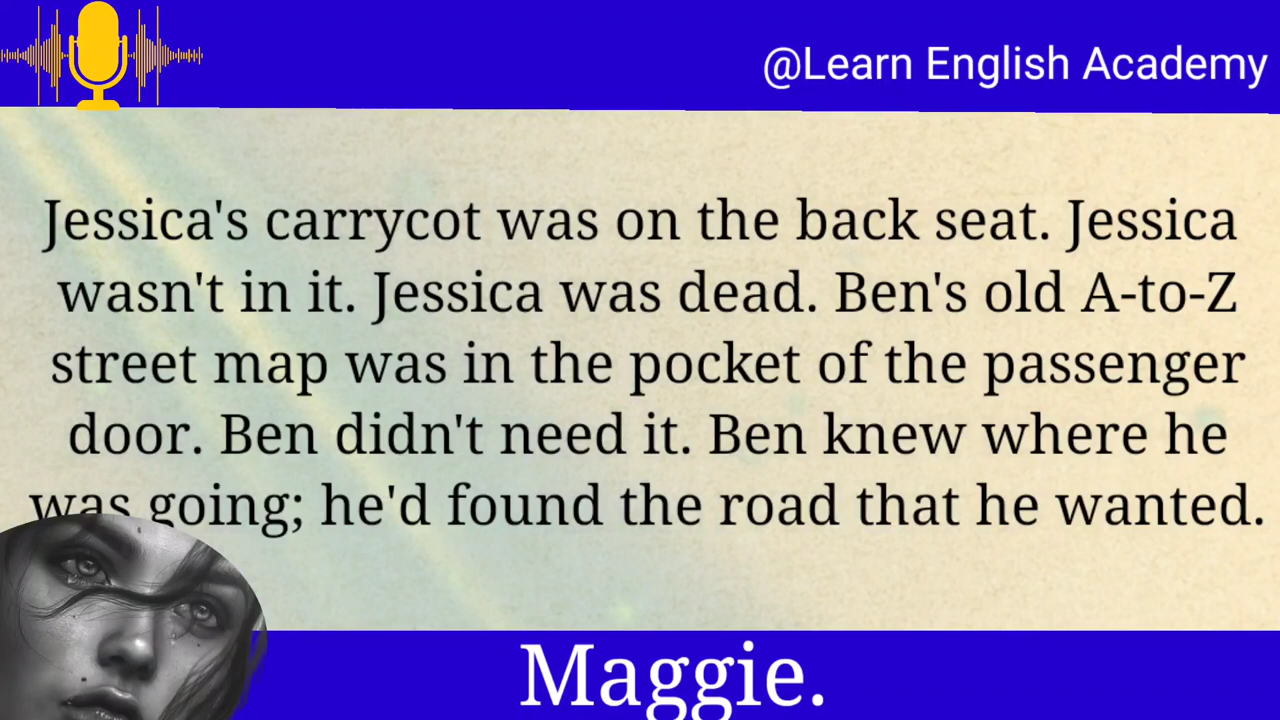 @Learn English Academy
Jessica's carrycot was on the back seat. Jessica
wasn't in it. Jessica was dead. Ben's old A-to-Z
street map was in the pocket of the passenger
door. Ben didn't need it. Ben knew where he
was going; he'd found the road that he wanted.
Maggie.